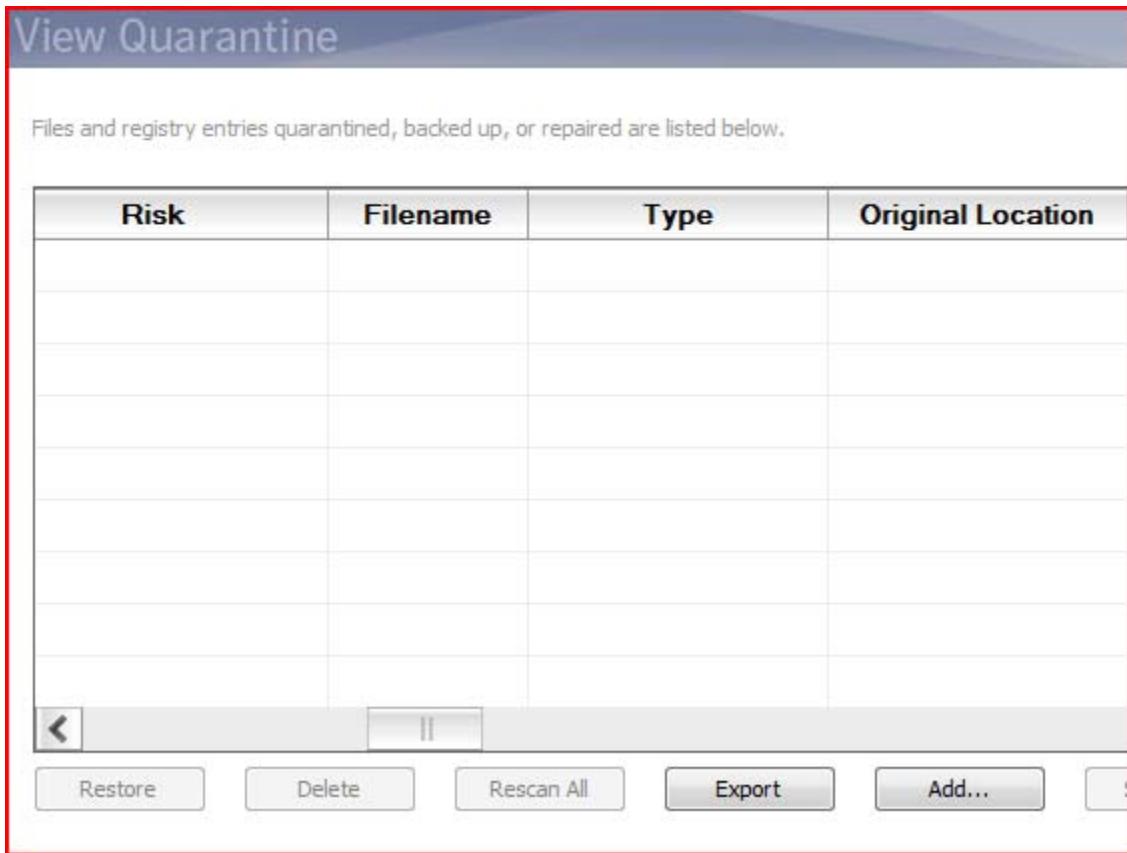 View Quarantine
Files and registry entries quarantined, backed up, or repaired are listed below.
Risk Filename Type Original Location
Restore Delete Rescan All Export Add...